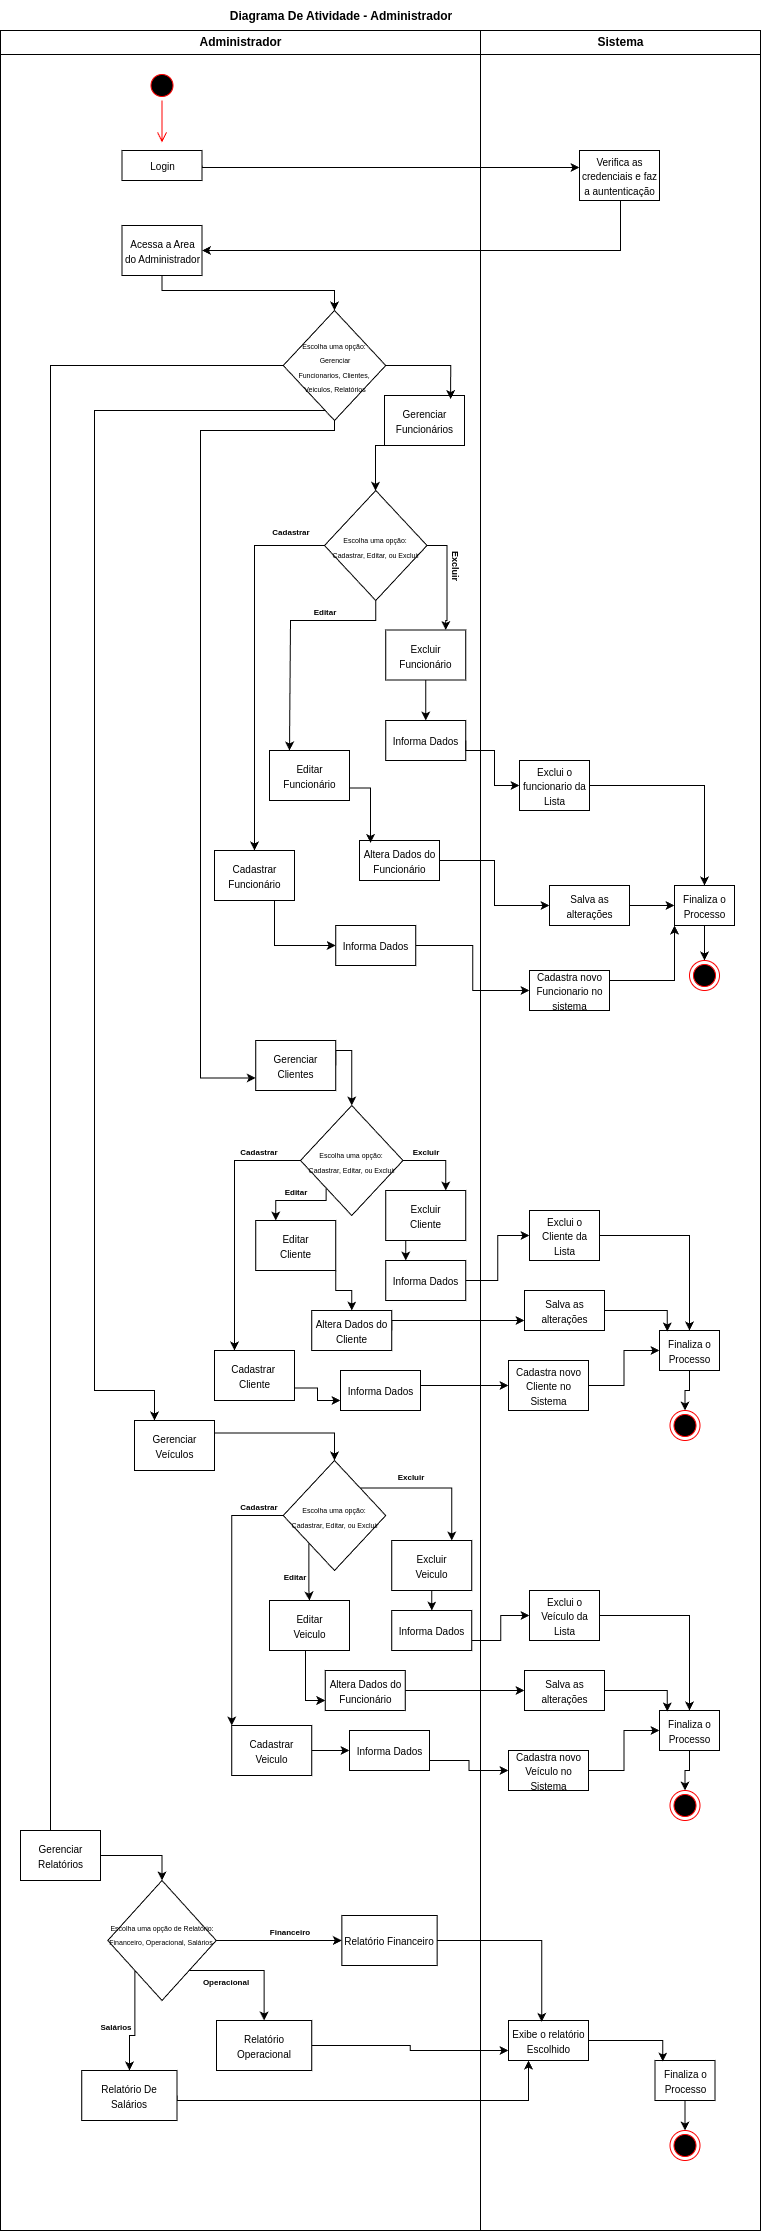 Diagrama De Atividade - Administrador
Administrador
Sistema
Login
Verifica as
credenciais e faz
a auntenticação
Acessa a Area
do Administrador
Escolha uma opção:
Gerenciar
Funcionarios, Clientes,
Veiculos, Relatórios
Gerenciar
Funcionários
Cadastrar
Escolha uma opção:
Cadastrar, Editar, ou Excluir
Excluir
Editar
Excluir
Funcionário
Informa Dados
Editar
Funcionário
Exclui o
funcionario da
Lista
Altera Dados do
Funcionário
Cadastrar
Funcionário
Salva as
alterações
Finaliza o
Processo
Informa Dados
Cadastra novo
Funcionario no
sistema
Gerenciar
Clientes
Cadastrar
Escolha uma opção:
Cadastrar, Editar, ou Excluir
Excluir
Editar
Excluir
Cliente
Editar
Cliente
Exclui o
Cliente da
Lista
Informa Dados
Altera Dados do
Cliente
Salva as
alterações
Finaliza o
Processo
Cadastrar
Cliente
Informa Dados
Cadastra novo
Cliente no
Sistema
Gerenciar
Veículos
Excluir
Cadastrar
Escolha uma opção:
Cadastrar, Editar, ou Excluir
Editar
Excluir
Veiculo
Editar
Veiculo
Informa Dados
Exclui o
Veículo da
Lista
Altera Dados do
Funcionário
Salva as
alterações
Finaliza o
Processo
Cadastrar
Veiculo
Informa Dados
Cadastra novo
Veículo no
Sistema
Gerenciar
Relatórios
Escolha uma opção de Relatório:
Financeiro, Operacional, Salários
Financeiro
Relatório Financeiro
Operacional
Salários
Relatório
Operacional
Exibe o relatório
Escolhido
Relatório De
Salários
Finaliza o
Processo